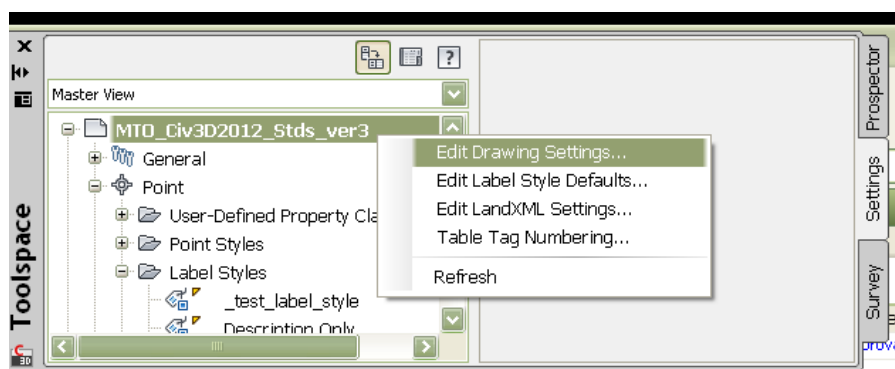 Master View
MTO_Civ3D2012_Stds_ver3
General
Point
User-Defined Property Cla
Point Styles
Label Styles
_test_label_style
Description Only
Edit Drawing Settings...
Edit Label Style Defaults...
Edit LandXML Settings...
Table Tag Numbering...
Refresh
Prospector
Settings
Survey
Toolspace
3D